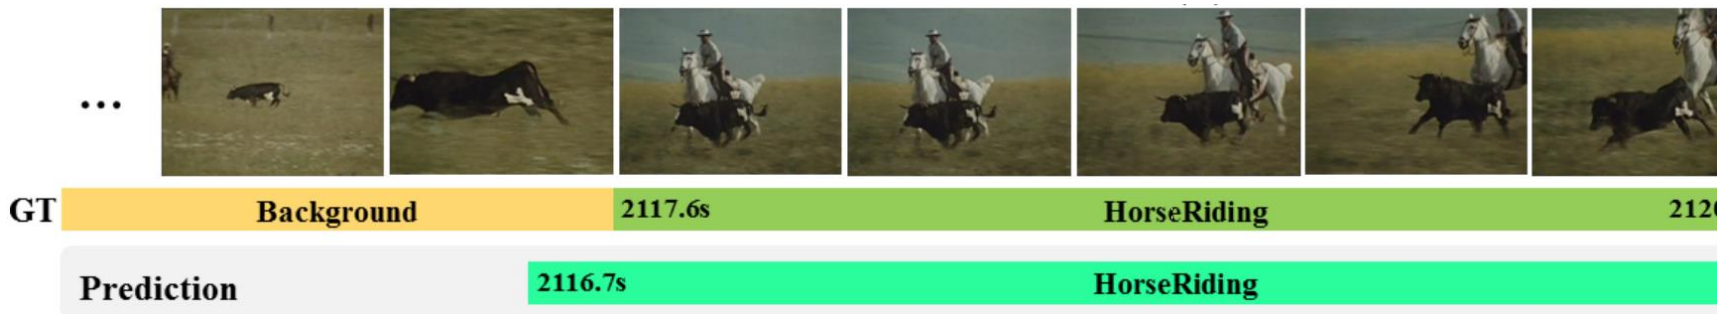 ...
GT Background 2117.6s HorseRiding
Prediction 2116.7s HorseRiding